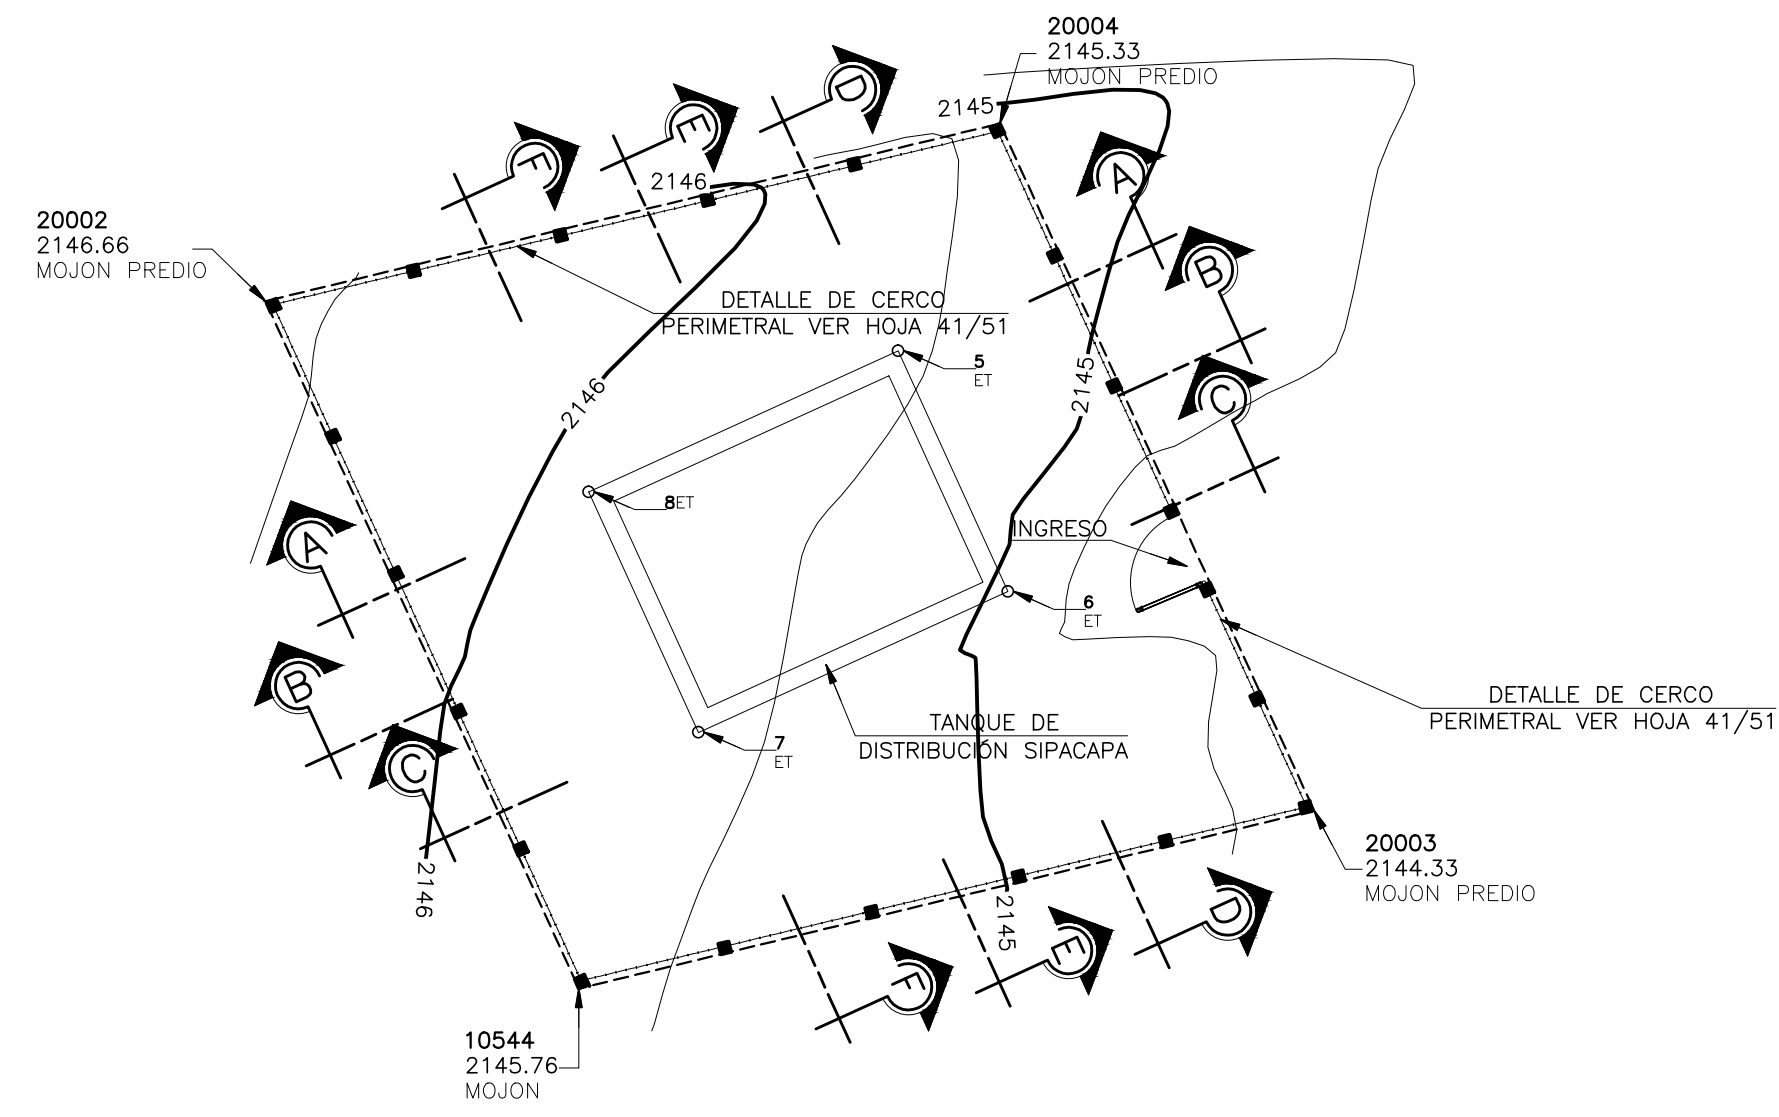 20004
2145.33
MOJON PREDIO
D
E
F
2145
2146
A
B
C
20002
2146.66
MOJON PREDIO
DETALLE DE CERCO
PERIMETRAL VER HOJA 41/51
5
ET
2145
2146
8ET
INGRESO
6
ET
A
B
C
7
ET
TANQUE DE
DISTRIBUCIÓN SIPACAPA
DETALLE DE CERCO
PERIMETRAL VER HOJA 41/51
2146
2145
20003
2144.33
MOJON PREDIO
D
E
F
10544
2145.76
MOJON